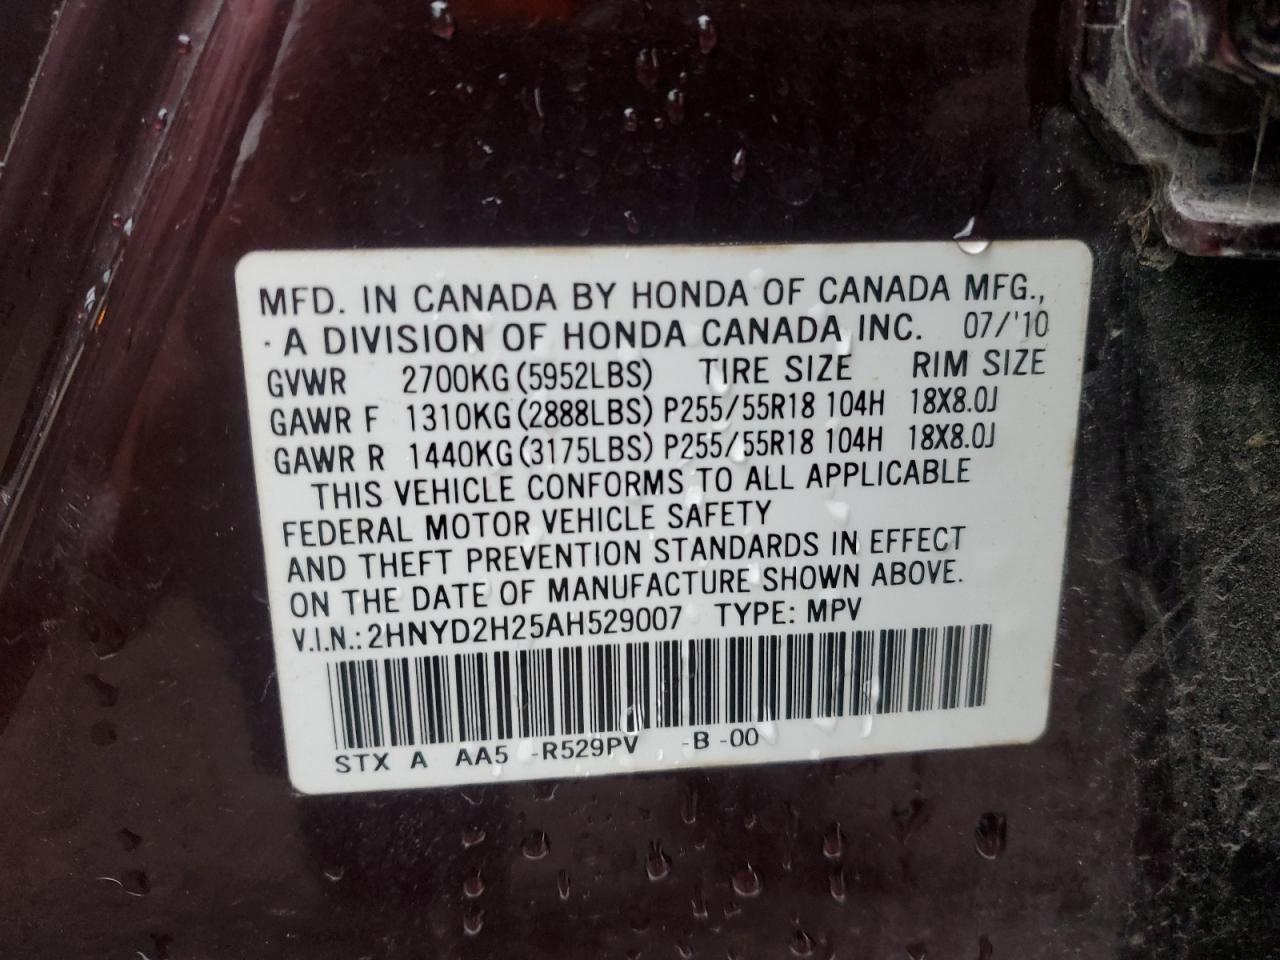 MFD. IN CANADA BY HONDA OF CANADA MFG.,
· A DIVISION OF HONDA CANADA INC. 07/'10
GVWR 2700KG (5952LBS) TIRE SIZE RIM SIZE
GAWR F 1310KG (2888LBS) P255/55R18 104H 18X8.0J
GAWR R 1440KG (3175LBS) P255/55R18 104H 18X8.0J
THIS VEHICLE CONFORMS TO ALL APPLICABLE
FEDERAL MOTOR VEHICLE SAFETY
AND THEFT PREVENTION STANDARDS IN EFFECT
ON THE DATE OF MANUFACTURE SHOWN ABOVE.
V.I.N.: 2HNYD2H25AH529007 TYPE: MPV
STX A AA5 -R529PV -B -00